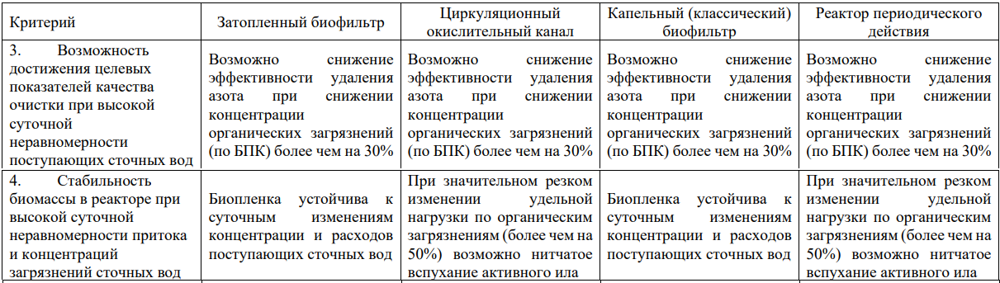 Критерий
Затопленный биофильтр
Циркуляционный
окислительный канал
Капельный (классический)
биофильтр
Реактор периодического
действия
3. Возможность
достижения целевых
показателей качества
очистки при высокой
суточной
неравномерности
поступающих сточных вод
Возможно снижение
эффективности удаления
азота при снижении
концентрации
органических загрязнений
(по БПК) более чем на 30%
Возможно снижение
эффективности удаления
азота при снижении
концентрации
органических загрязнений
(по БПК) более чем на 30%
Возможно снижение
эффективности удаления
азота при снижении
концентрации
органических загрязнений
(по БПК) более чем на 30%
Возможно снижение
эффективности удаления
азота при снижении
концентрации
органических загрязнений
(по БПК) более чем на 30%
4. Стабильность
биомассы в реакторе при
высокой суточной
неравномерности притока
и концентраций
загрязнений сточных вод
Биопленка устойчива к
суточным изменениям
концентрации и расходов
поступающих сточных вод
При значительном резком
изменении удельной
нагрузки по органическим
загрязнениям (более чем на
50%) возможно нитчатое
вспухание активного ила
Биопленка устойчива к
суточным изменениям
концентрации и расходов
поступающих сточных вод
При значительном резком
изменении удельной
нагрузки по органическим
загрязнениям (более чем на
50%) возможно нитчатое
вспухание активного ила